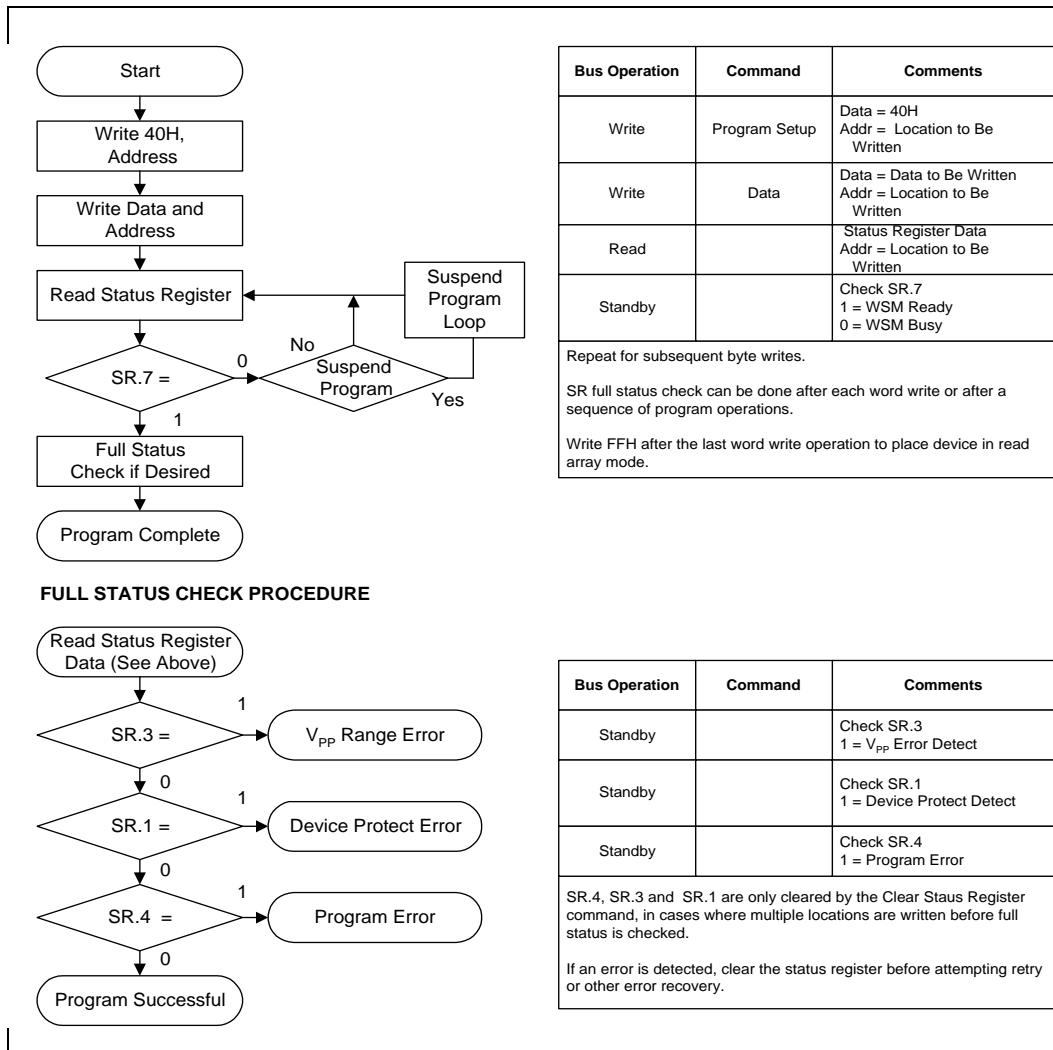 Start
Write 40H,
Address
Write Data and
Address
Read Status Register
Suspend
Program
Loop
No
0
SR.7 =
Suspend
Program
Yes
1
Full Status
Check if Desired
Program Complete
Bus Operation Command Comments
Write Program Setup Data = 40H
Addr = Location to Be
Written
Write Data Data = Data to Be Written
Addr = Location to Be
Written
Read Status Register Data
Addr = Location to Be
Written
Standby Check SR.7
1 = WSM Ready
0 = WSM Busy
Repeat for subsequent byte writes.
SR full status check can be done after each word write or after a
sequence of program operations.
Write FFH after the last word write operation to place device in read
array mode.
FULL STATUS CHECK PROCEDURE
Read Status Register
Data (See Above)
1
SR.3 =
VPP Range Error
0
1
SR.1 =
Device Protect Error
0
1
SR.4 =
Program Error
0
Program Successful
Bus Operation Command Comments
Standby Check SR.3
1 = VPP Error Detect
Standby Check SR.1
1 = Device Protect Detect
Standby Check SR.4
1 = Program Error
SR.4, SR.3 and SR.1 are only cleared by the Clear Staus Register
command, in cases where multiple locations are written before full
status is checked.
If an error is detected, clear the status register before attempting retry
or other error recovery.